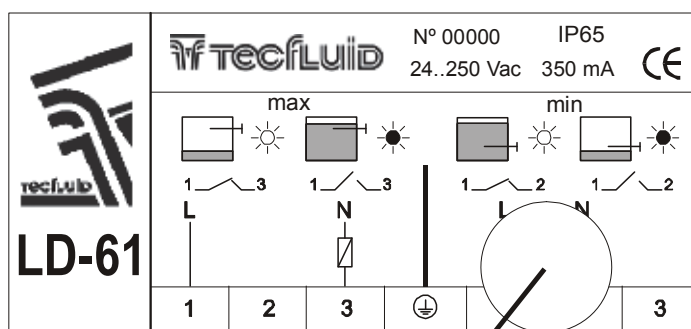 TECFLUID
Nº 00000 IP65
24..250 Vac 350 mA
CE
TECFLUID
LD-61
max min
1 3 1 3 1 2 1 2
L N L N
1 2 3 3